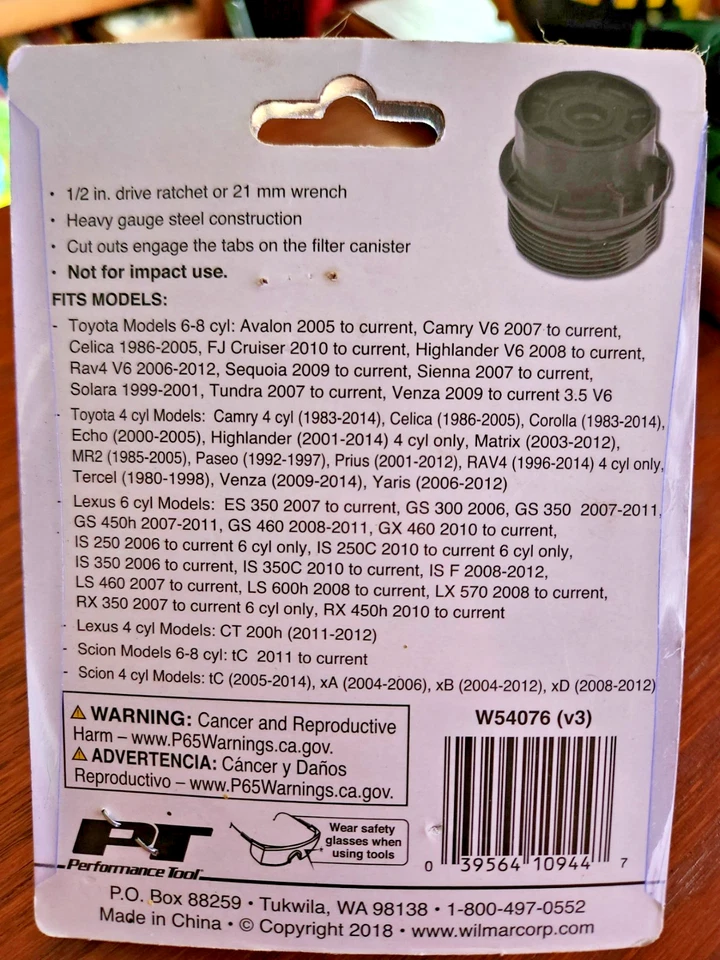 • 1/2 in. drive ratchet or 21 mm wrench
• Heavy gauge steel construction
• Cut outs engage the tabs on the filter canister
• Not for impact use.
FITS MODELS:
- Toyota Models 6-8 cyl: Avalon 2005 to current, Camry V6 2007 to current,
Celica 1986-2005, FJ Cruiser 2010 to current, Highlander V6 2008 to current,
Rav4 V6 2006-2012, Sequoia 2009 to current, Sienna 2007 to current,
Solara 1999-2001, Tundra 2007 to current, Venza 2009 to current 3.5 V6
- Toyota 4 cyl Models: Camry 4 cyl (1983-2014), Celica (1986-2005), Corolla (1983-2014),
Echo (2000-2005), Highlander (2001-2014) 4 cyl only, Matrix (2003-2012),
MR2 (1985-2005), Paseo (1992-1997), Prius (2001-2012), RAV4 (1996-2014) 4 cyl only,
Tercel (1980-1998), Venza (2009-2014), Yaris (2006-2012)
- Lexus 6 cyl Models: ES 350 2007 to current, GS 300 2006, GS 350 2007-2011,
GS 450h 2007-2011, GS 460 2008-2011, GX 460 2010 to current,
IS 250 2006 to current 6 cyl only, IS 250C 2010 to current 6 cyl only,
IS 350 2006 to current, IS 350C 2010 to current, IS F 2008-2012,
LS 460 2007 to current, LS 600h 2008 to current, LX 570 2008 to current,
RX 350 2007 to current 6 cyl only, RX 450h 2010 to current
- Lexus 4 cyl Models: CT 200h (2011-2012)
- Scion Models 6-8 cyl: tC 2011 to current
- Scion 4 cyl Models: tC (2005-2014), xA (2004-2006), xB (2004-2012), xD (2008-2012)
WARNING: Cancer and Reproductive
Harm – www.P65Warnings.ca.gov.
ADVERTENCIA: Cáncer y Daños
Reproductivo – www.P65Warnings.ca.gov.
W54076 (v3)
0 39564 10944 7
PT
Performance Tool
Wear safety
glasses when
using tools
P.O. Box 88259 • Tukwila, WA 98138 • 1-800-497-0552
Made in China • © Copyright 2018 • www.wilmarcorp.com